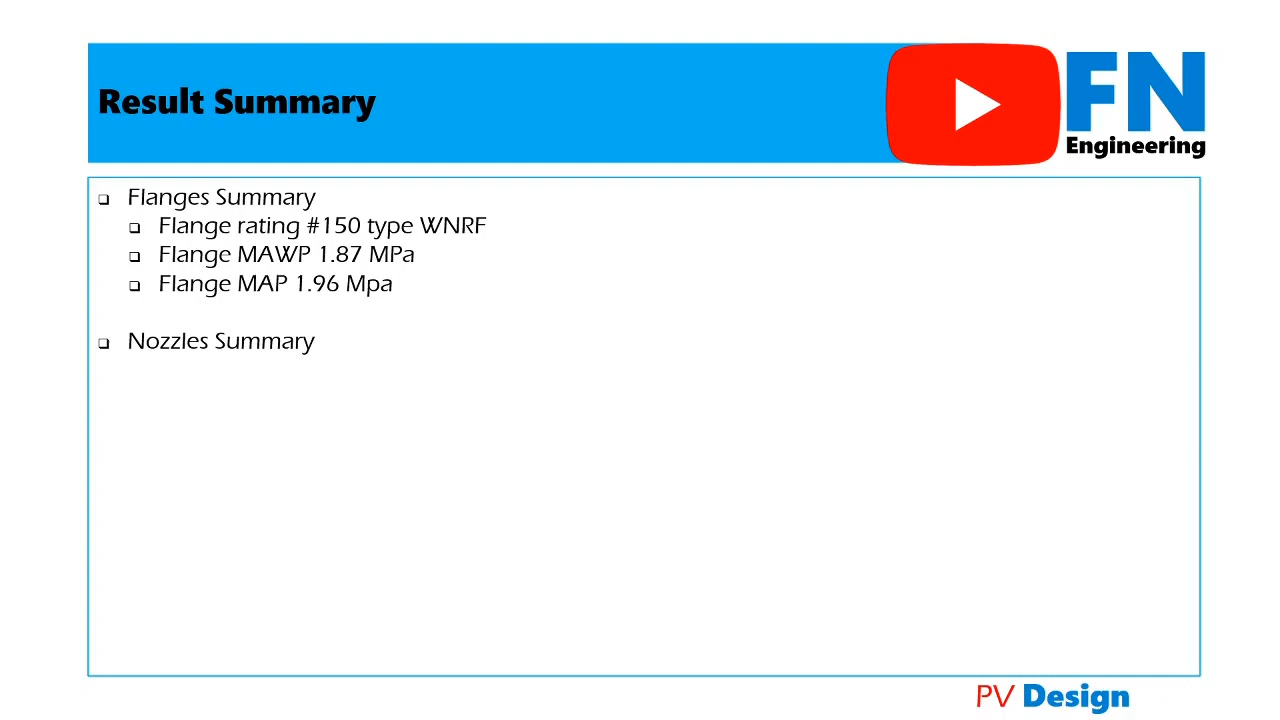 Result Summary
FN
Engineering
Flanges Summary
Flange rating #150 type WNRF
Flange MAWP 1.87 MPa
Flange MAP 1.96 Mpa
Nozzles Summary
PV Design